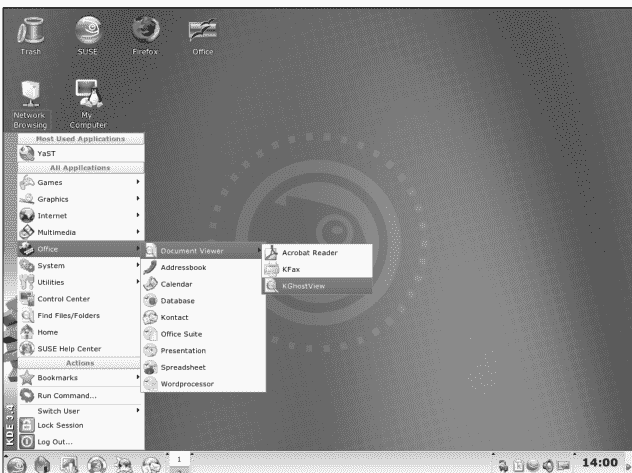 Trash
SUSE
Firefox
Office
Network
Browsing
My
Computer
Most Used Applications
YaST
All Applications
Games
Graphics
Internet
Multimedia
Office
System
Utilities
Control Center
Find Files/Folders
Home
SUSE Help Center
Actions
Bookmarks
Run Command...
Switch User
Lock Session
Log Out...
KDE 3.4
Document Viewer
Addressbook
Calendar
Database
Kontact
Office Suite
Presentation
Spreadsheet
Wordprocessor
Acrobat Reader
KFax
KGhostView
1
14:00